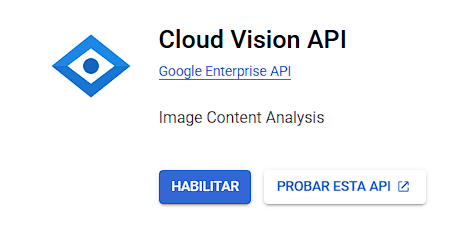 Cloud Vision API
Google Enterprise API
Image Content Analysis
HABILITAR
PROBAR ESTA API